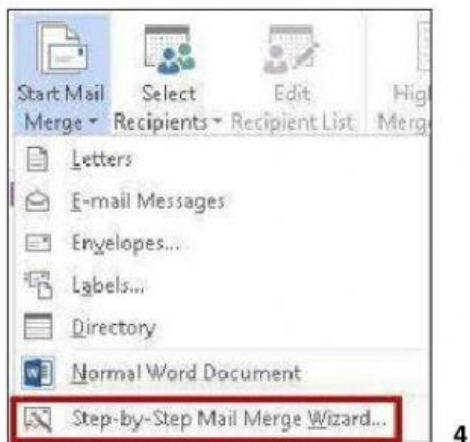 Start Mail Merge
Select Recipients
Edit Recipient List
Letters
E-mail Messages
Envelopes...
Labels...
Directory
Normal Word Document
Step-by-Step Mail Merge Wizard...
4